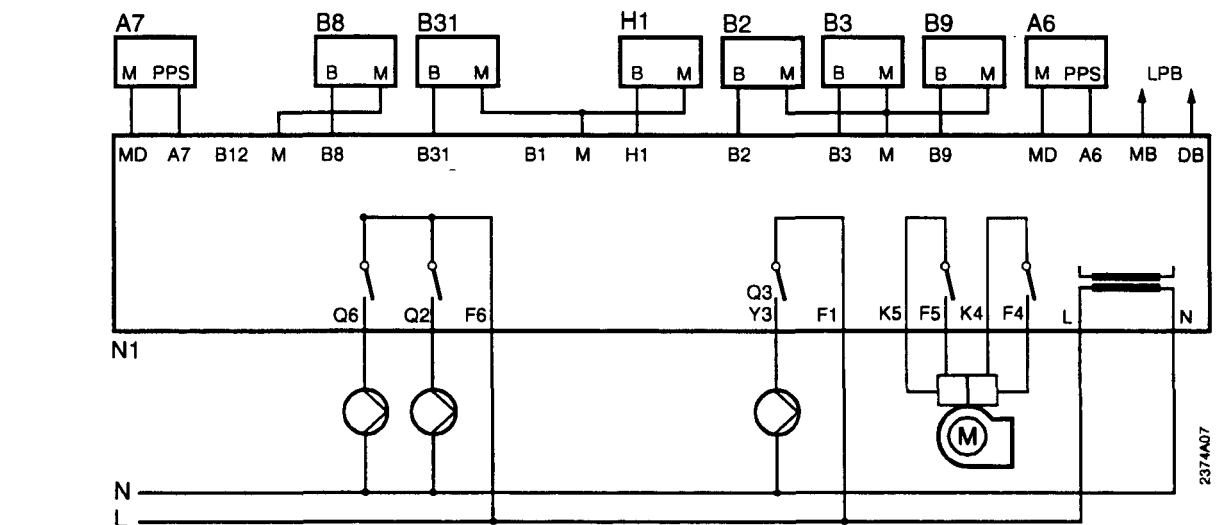 A7 B8 B31 H1 B2 B3 B9 A6
M PPS B M B M B M B M B M B M M PPS LPB
MD A7 B12 M B8 B31 B1 M H1 B2 B3 M B9 MD A6 MB DB
Q3
Q6 Q2 F6 Y3 F1 K5 F5 K4 F4 L N
N1
M
2374A07
N
L